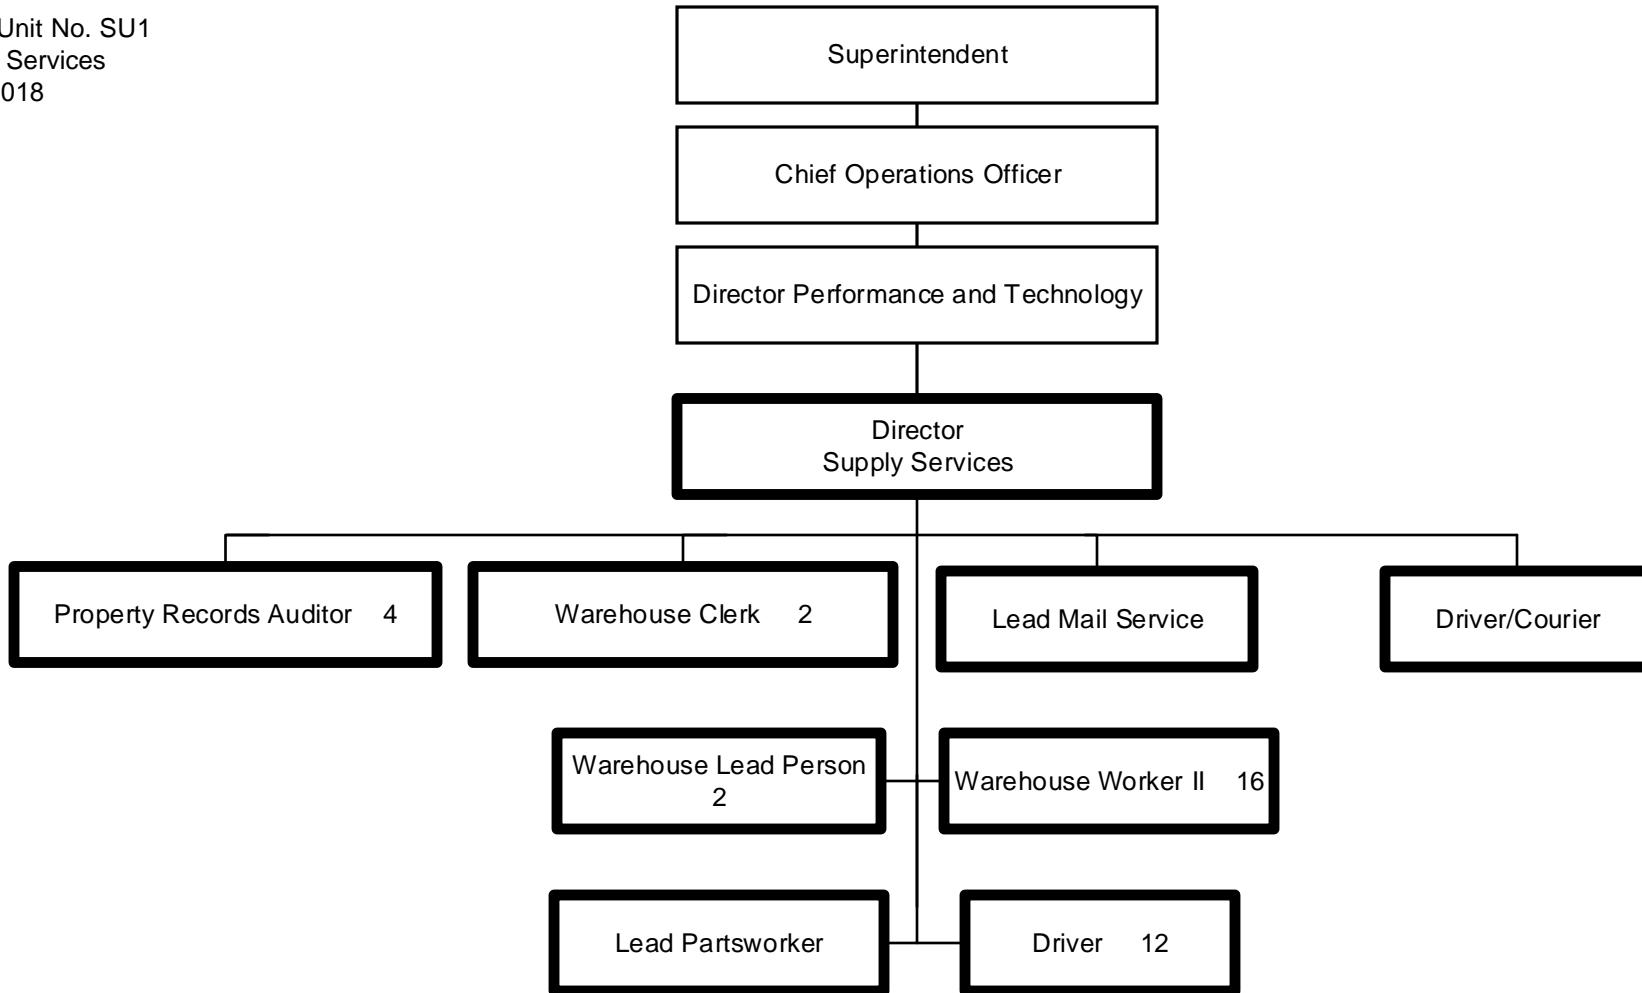 Unit No. SU1
Services
018
Superintendent
Chief Operations Officer
Director Performance and Technology
Director
Supply Services
Property Records Auditor 4
Warehouse Clerk 2
Lead Mail Service
Driver/Courier
Warehouse Lead Person
2
Warehouse Worker II 16
Lead Partsworker
Driver 12